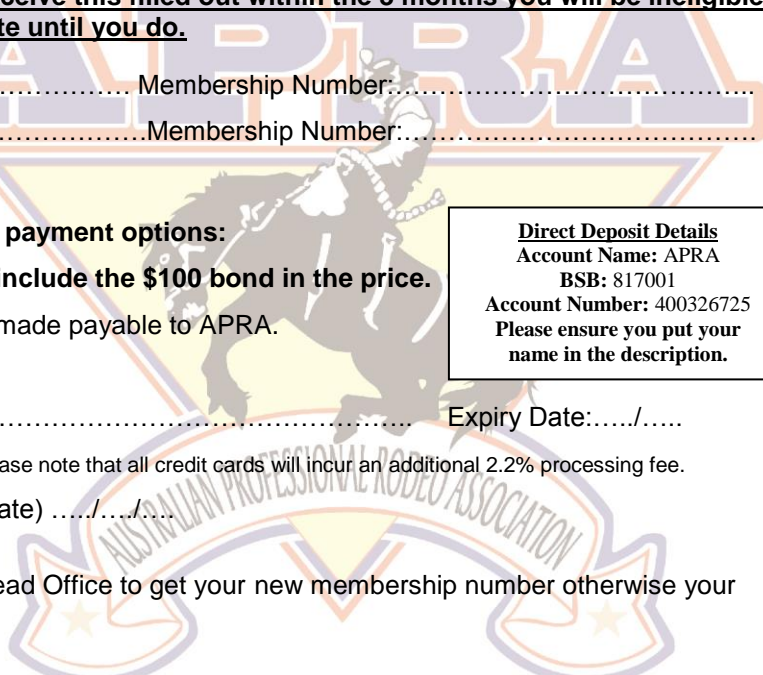 APRA
ceive this filled out within the 3 months you will be ineligible
te until you do.
……………. Membership Number:……………………………………..
……………….Membership Number:…….……………………………….
payment options:
include the $100 bond in the price.
made payable to APRA.
Direct Deposit Details
Account Name: APRA
BSB: 817001
Account Number: 400326725
Please ensure you put your
name in the description.
………………………………………….. Expiry Date:…../…..
ase note that all credit cards will incur an additional 2.2% processing fee.
ate) …../…./….
AUSTRALIAN PROFESSIONAL RODEO ASSOCIATION
ead Office to get your new membership number otherwise your